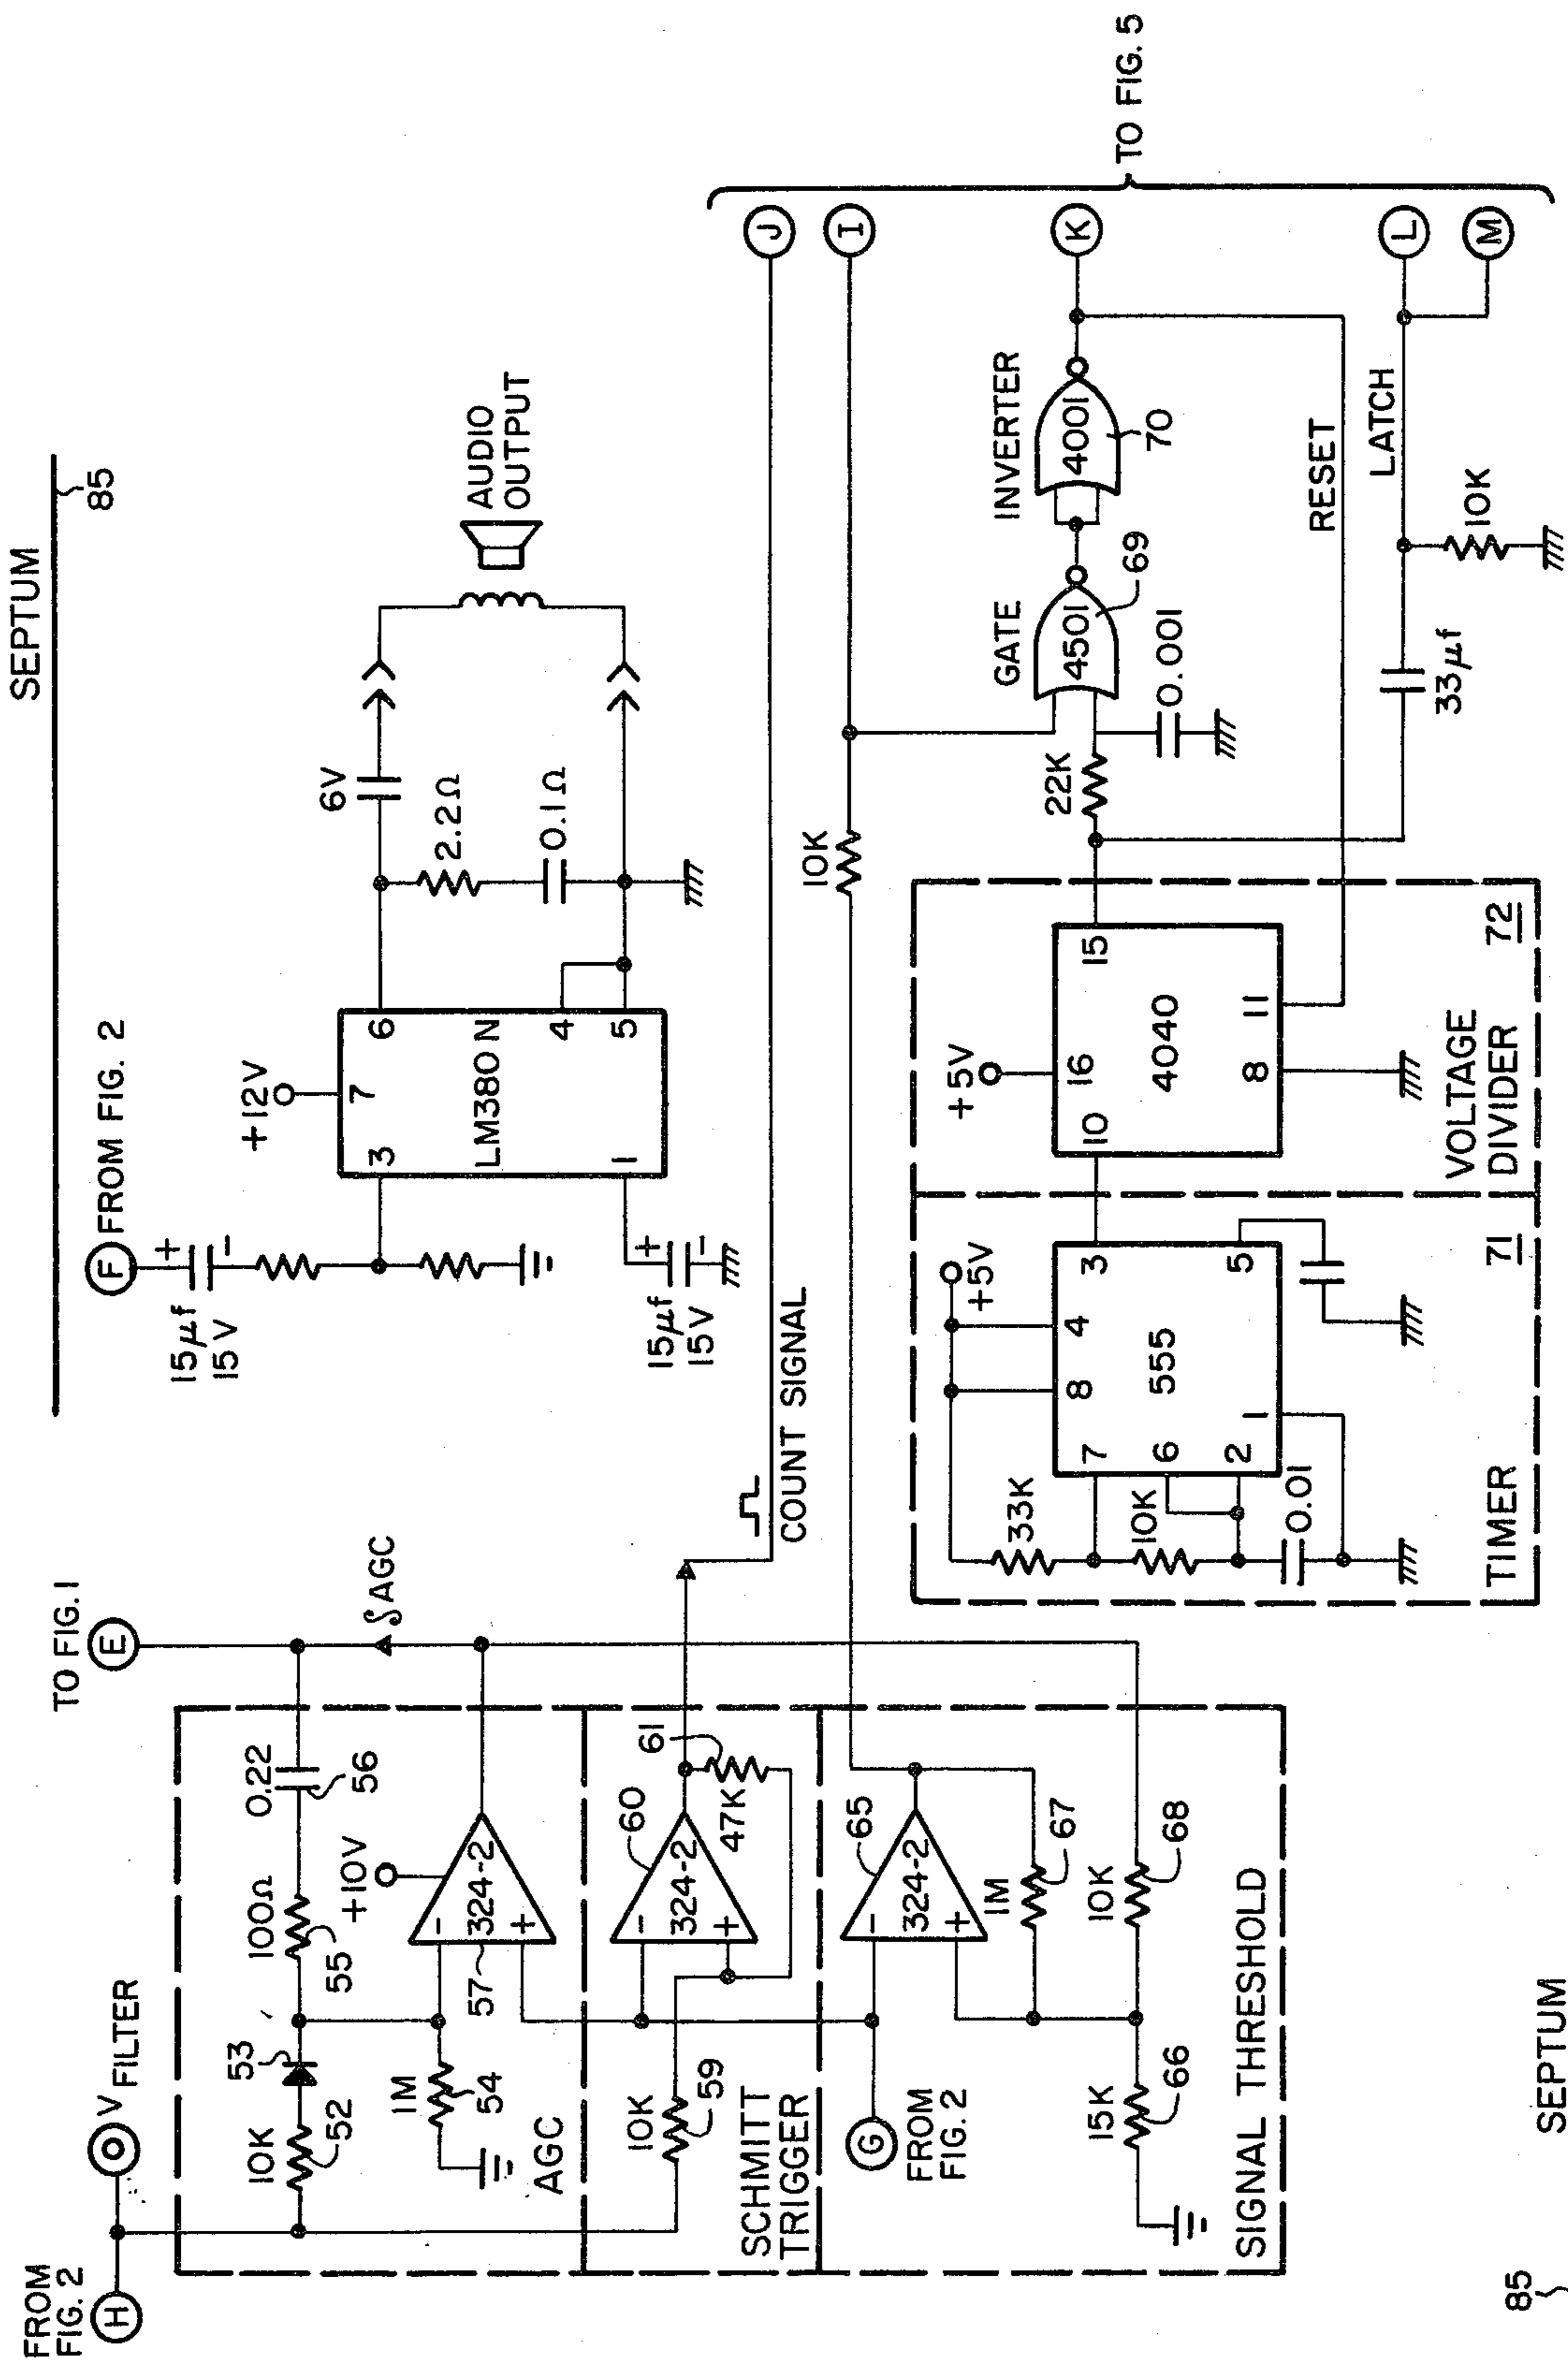 SEPTUM
85
FROM
FIG. 2
H
V FILTER
TO FIG. 1
E
F
FROM FIG. 2
10K
52
53
100Ω
55
0.22
56
∫AGC
1M
54
+10V
-
324-2
+
57
AGC
15μf
15V
+
-
+12V
3
7
6
LM380N
1
4
5
15μf
15V
+
-
6V
2.2Ω
0.1Ω
AUDIO
OUTPUT
10K
59
-
324-2
+
60
61
47K
SCHMITT
TRIGGER
COUNT SIGNAL
J
G
FROM
FIG. 2
-
324-2
+
65
1M
67
15K
66
10K
68
SIGNAL THRESHOLD
10K
I
TO FIG. 5
33K
10K
0.01
+5V
7
8
4
3
6
555
2
1
5
TIMER
71
+5V
10
16
15
4040
8
11
VOLTAGE
DIVIDER
72
22K
0.001
GATE
4501
69
INVERTER
4001
70
K
RESET
LATCH
33μf
10K
L
M
85
SEPTUM